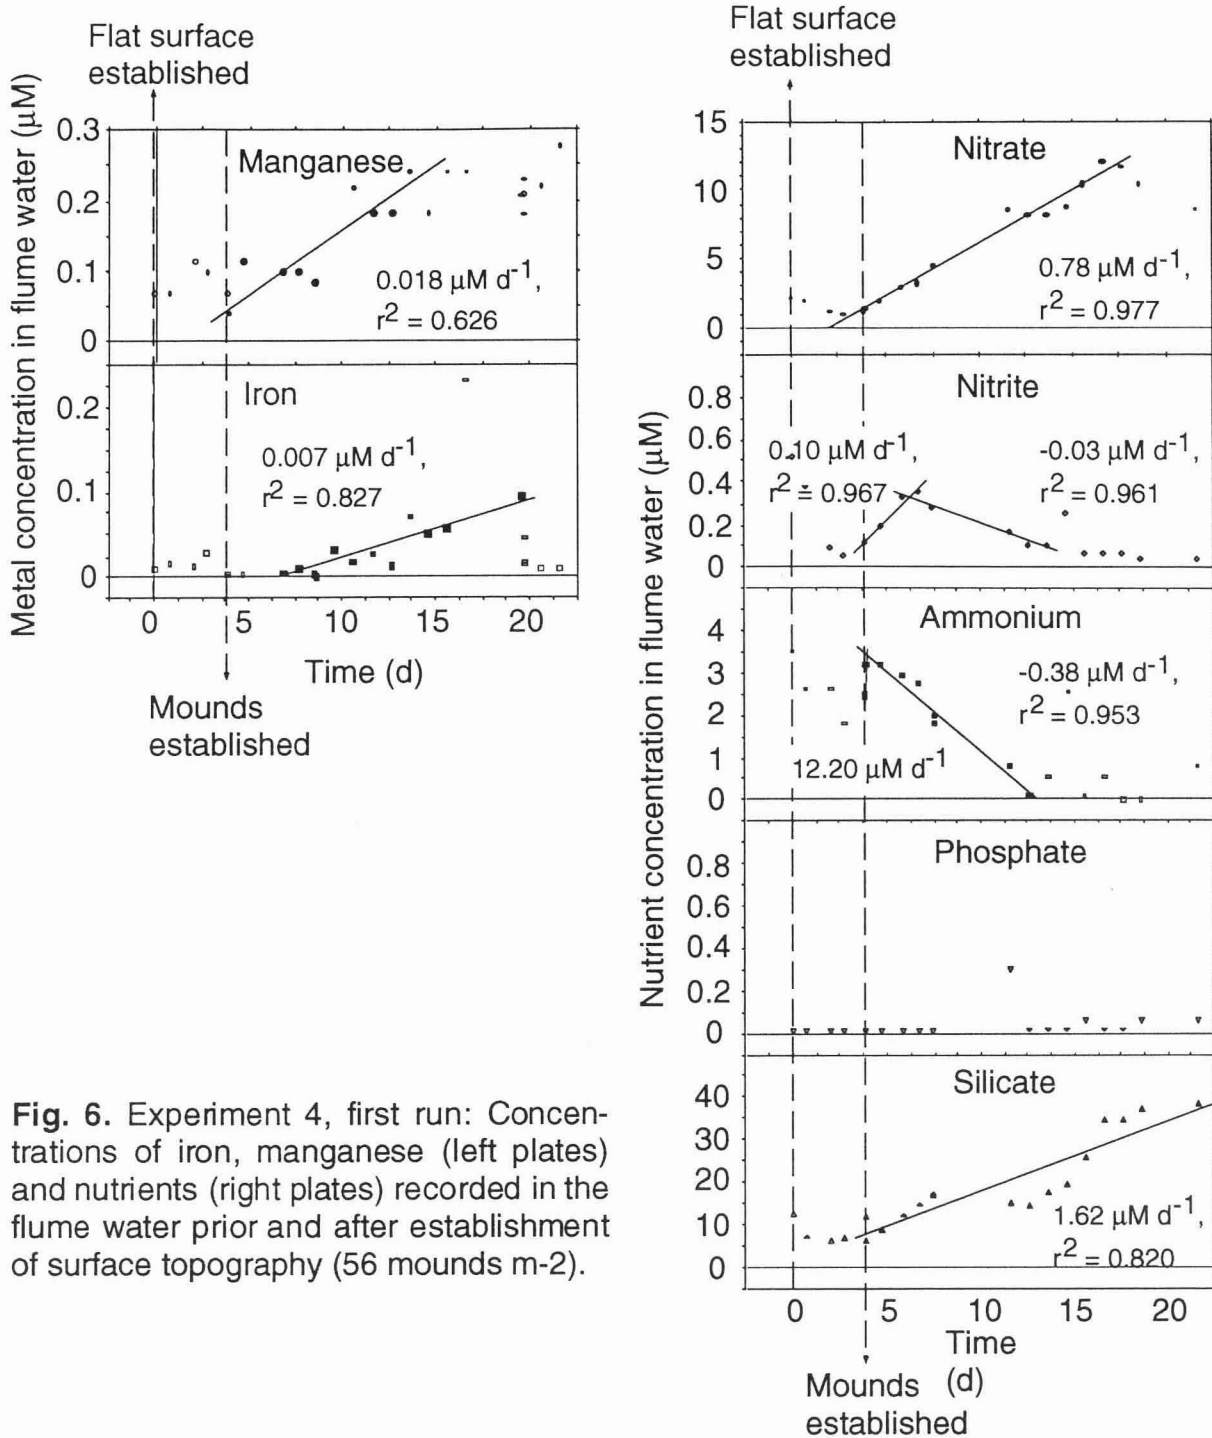 Flat surface
established
Metal concentration in flume water (µM)
0.3
0.2
0.1
0
Manganese
0.018 µM d-1,
r2 = 0.626
0.2
0.1
0
Iron
0.007 µM d-1,
r2 = 0.827
0 5 10 15 20
Time (d)
Mounds
established
Flat surface
established
Nutrient concentration in flume water (µM)
15
10
5
0
Nitrate
0.78 µM d-1,
r2 = 0.977
0.8
0.6
0.4
0.2
0
Nitrite
0.10 µM d-1,
r2 = 0.967
-0.03 µM d-1,
r2 = 0.961
4
3
2
1
0
Ammonium
-0.38 µM d-1,
r2 = 0.953
12.20 µM d-1
0.8
0.6
0.4
0.2
0
Phosphate
40
30
20
10
0
Silicate
1.62 µM d-1,
r2 = 0.820
0 5 10 15 20
Time
(d)
Mounds
established
Fig. 6. Experiment 4, first run: Concen-
trations of iron, manganese (left plates)
and nutrients (right plates) recorded in the
flume water prior and after establishment
of surface topography (56 mounds m-2).